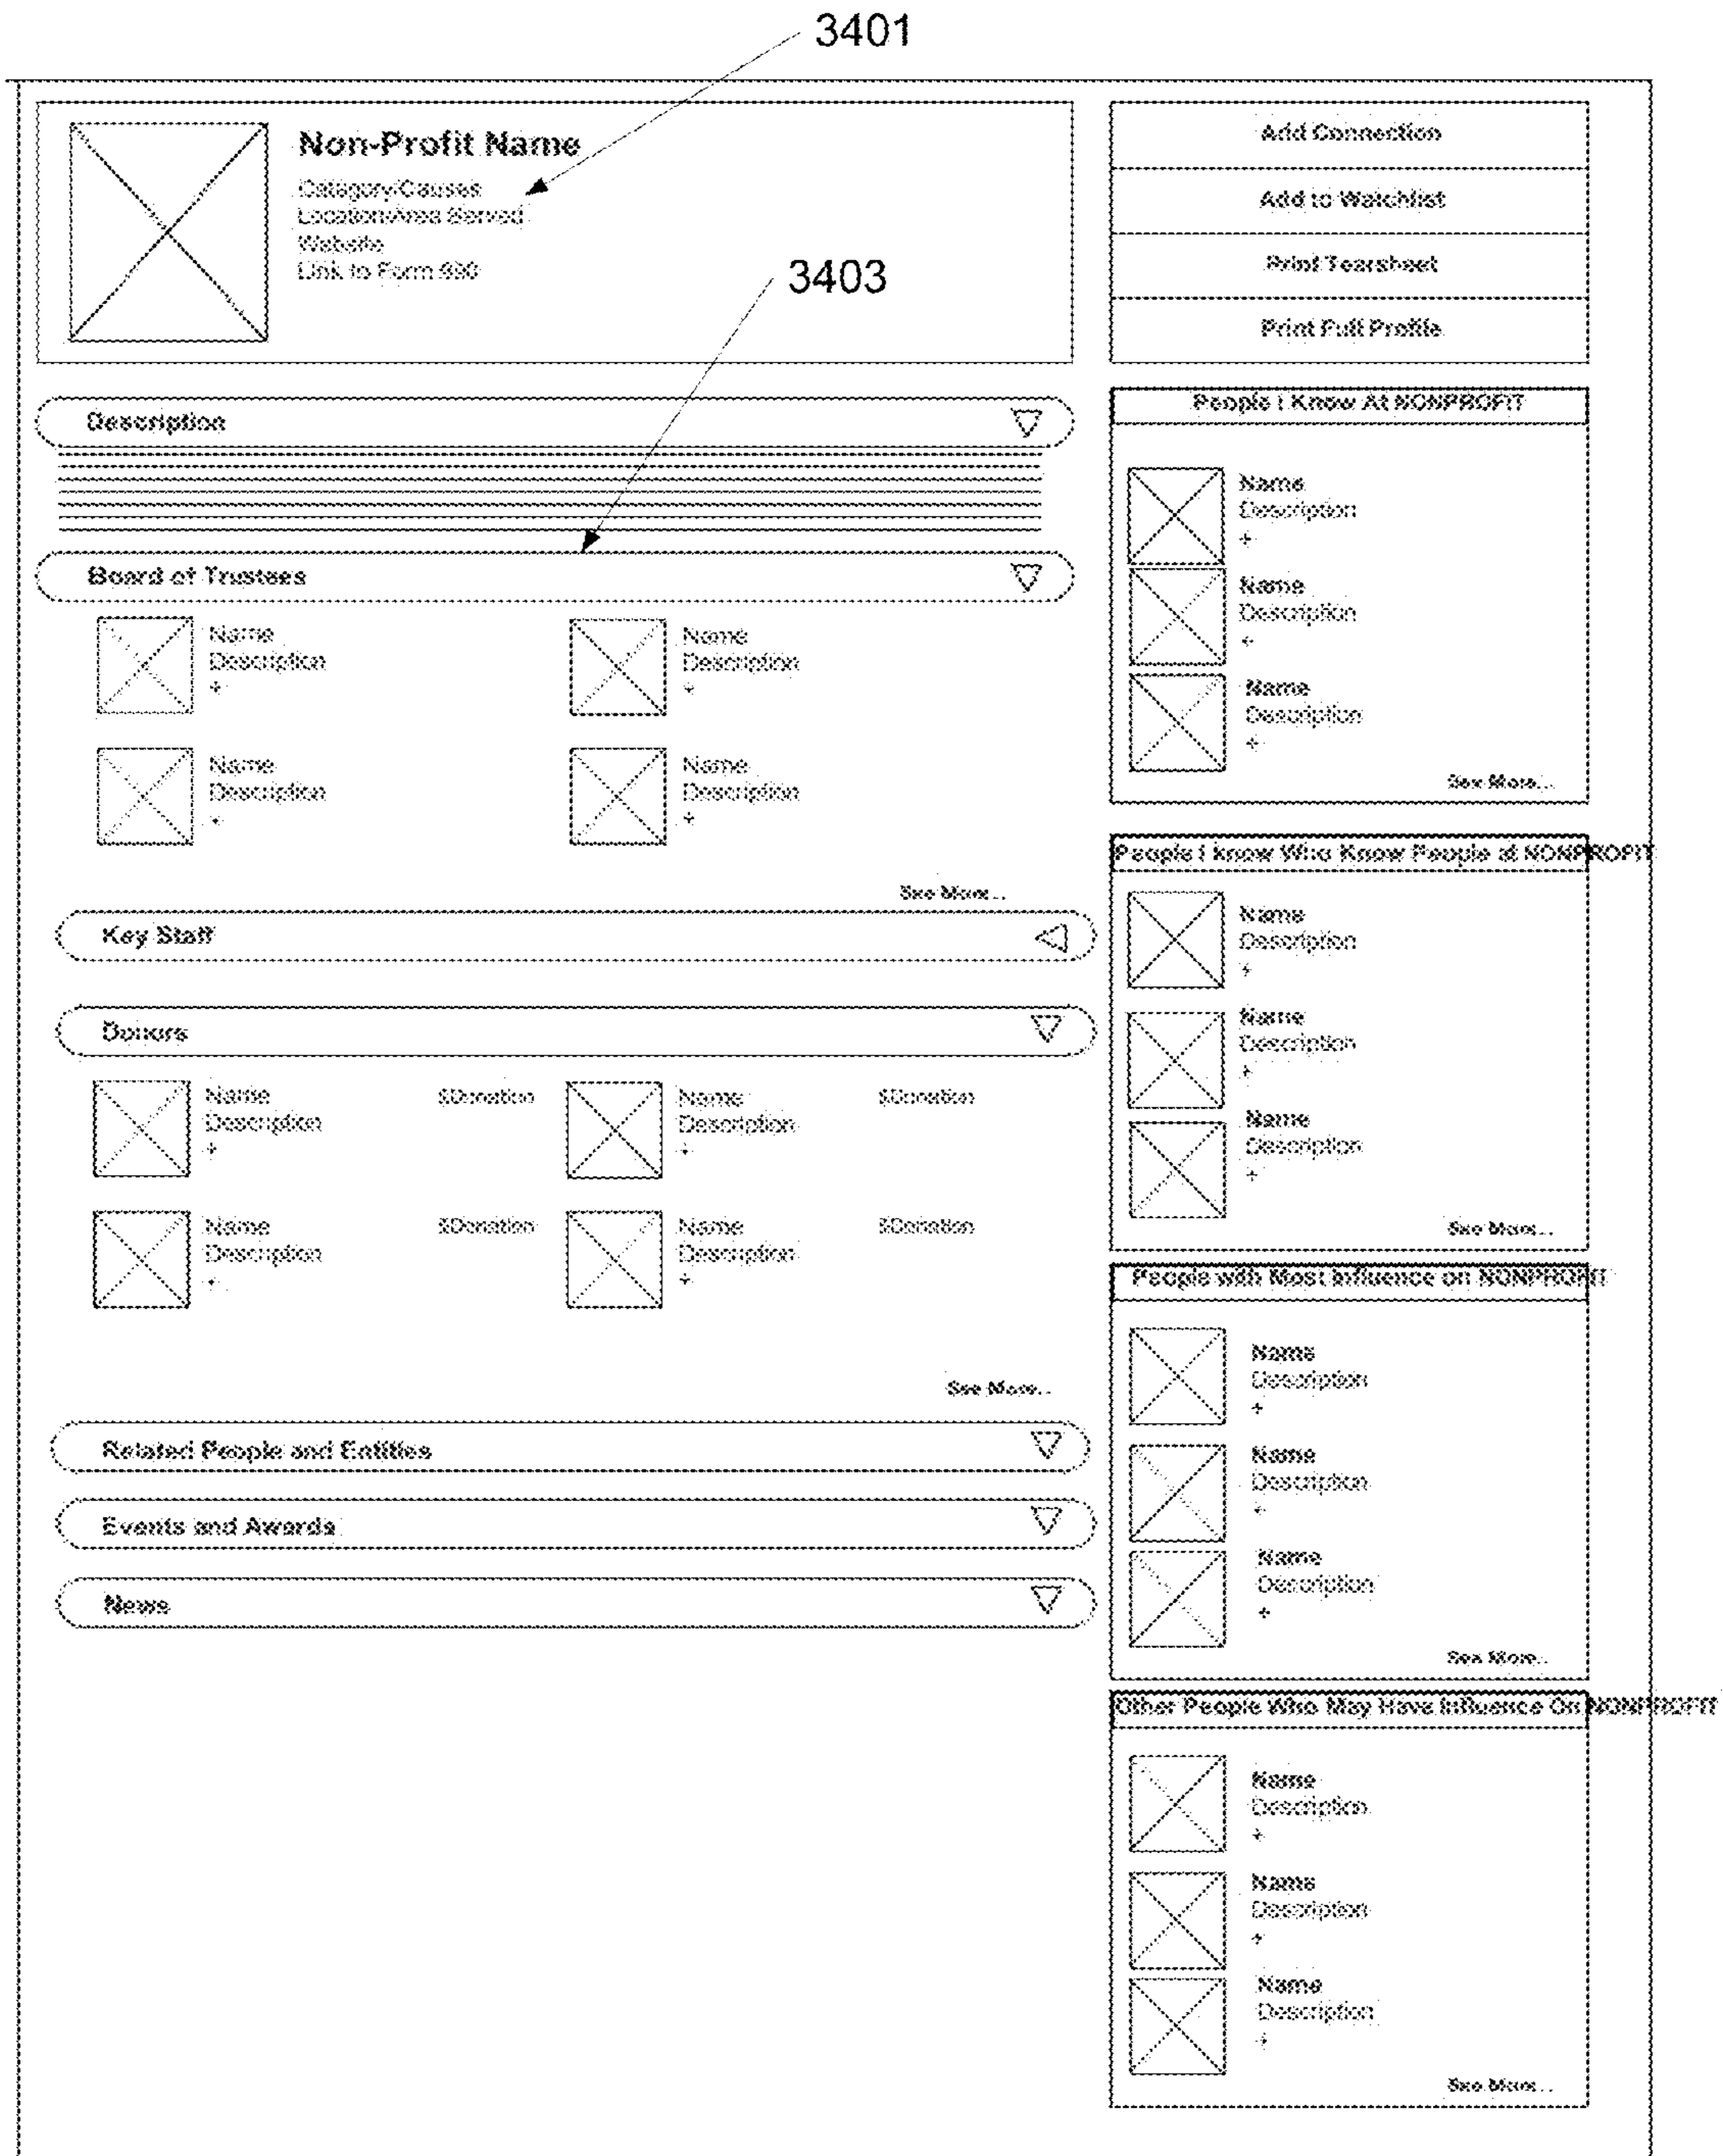 3401
Non-Profit Name
Category/Causes
Location/Area Served
Website
Link to Form 990
3403
Description
Board of Trustees
Name
Description
+
Name
Description
+
Name
Description
+
Name
Description
+
See More...
Key Staff
Donors
Name
Description
+
$Donation
Name
Description
+
$Donation
Name
Description
+
$Donation
Name
Description
+
$Donation
See More...
Related People and Entities
Events and Awards
News
Add Connection
Add to Watchlist
Print Tearsheet
Print Full Profile
People I Know At NONPROFIT
Name
Description
+
Name
Description
+
Name
Description
+
See More...
People I know Who Know People at NONPROFIT
Name
Description
+
Name
Description
+
Name
Description
+
See More...
People with Most Influence on NONPROFIT
Name
Description
+
Name
Description
+
Name
Description
+
See More...
Other People Who May Have Influence On NONPROFIT
Name
Description
+
Name
Description
+
Name
Description
+
See More...